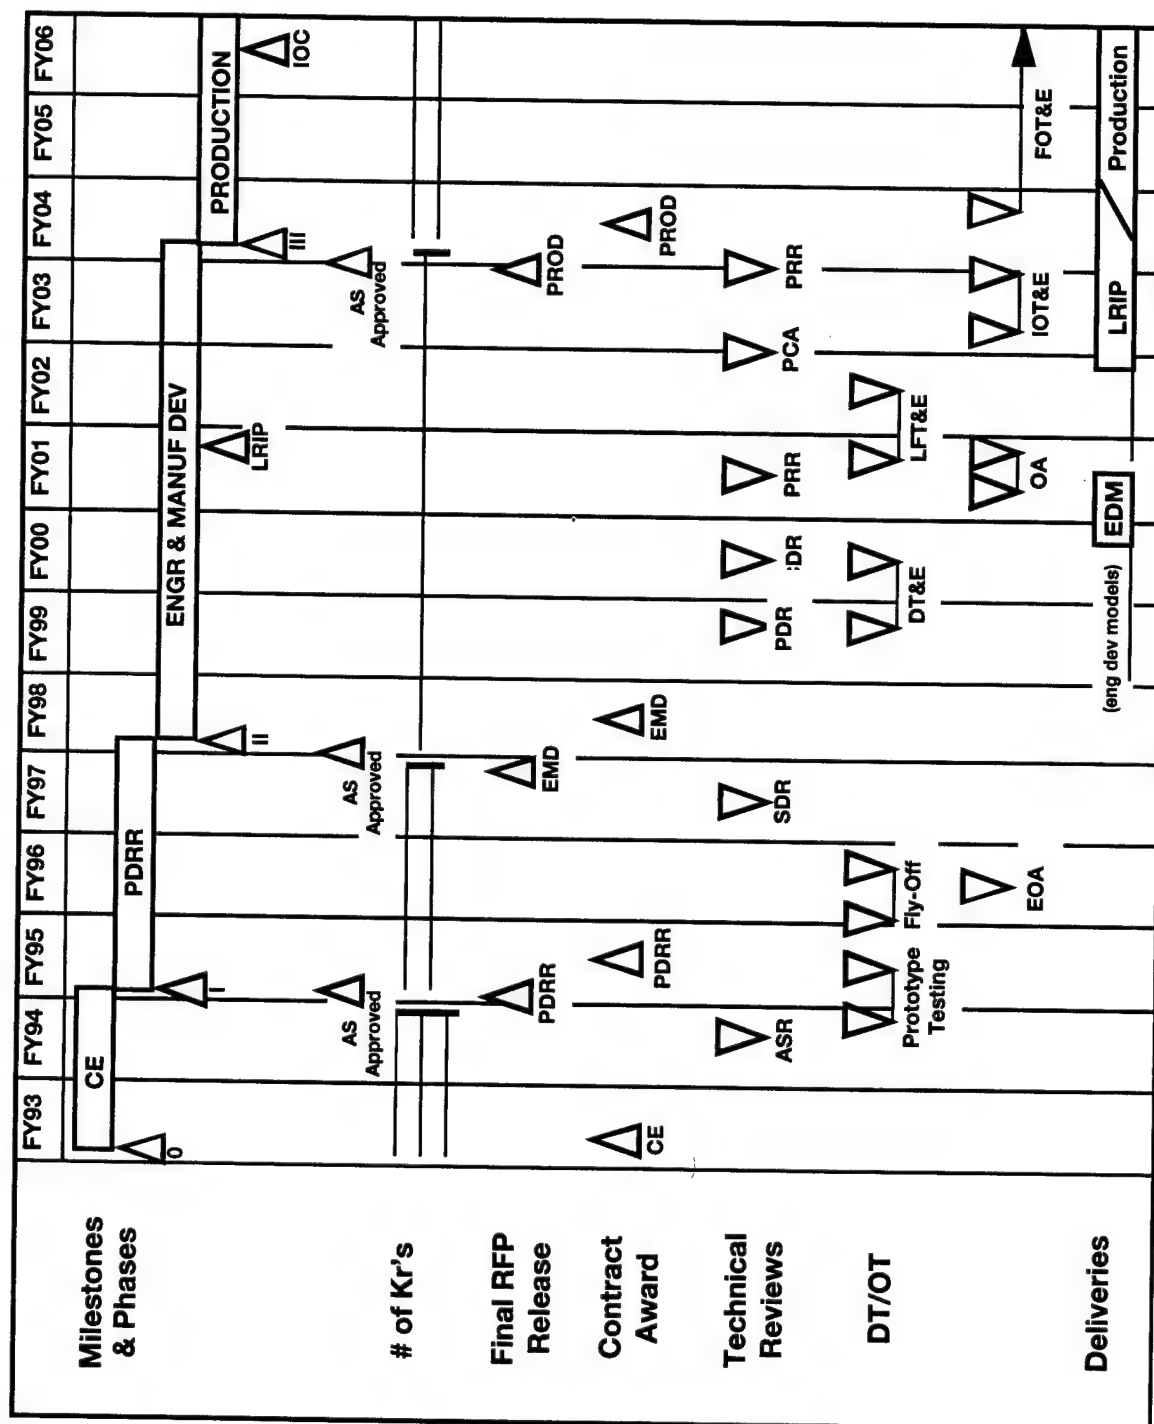 FY93 FY94 FY95 FY96 FY97 FY98 FY99 FY00 FY01 FY02 FY03 FY04 FY05 FY06
Milestones
& Phases
CE
PDRR
ENGR & MANUF DEV
PRODUCTION
0
I
II
LRIP
III
IOC
AS
Approved
AS
Approved
AS
Approved
# of Kr's
Final RFP
Release
PDRR
EMD
PROD
Contract
Award
CE
PDRR
EMD
PROD
Technical
Reviews
ASR
SDR
PDR
:DR
PRR
PCA
PRR
DT/OT
Prototype
Testing
Fly-Off
DT&E
LFT&E
EOA
OA
IOT&E
FOT&E
Deliveries
(eng dev models)
EDM
LRIP
Production